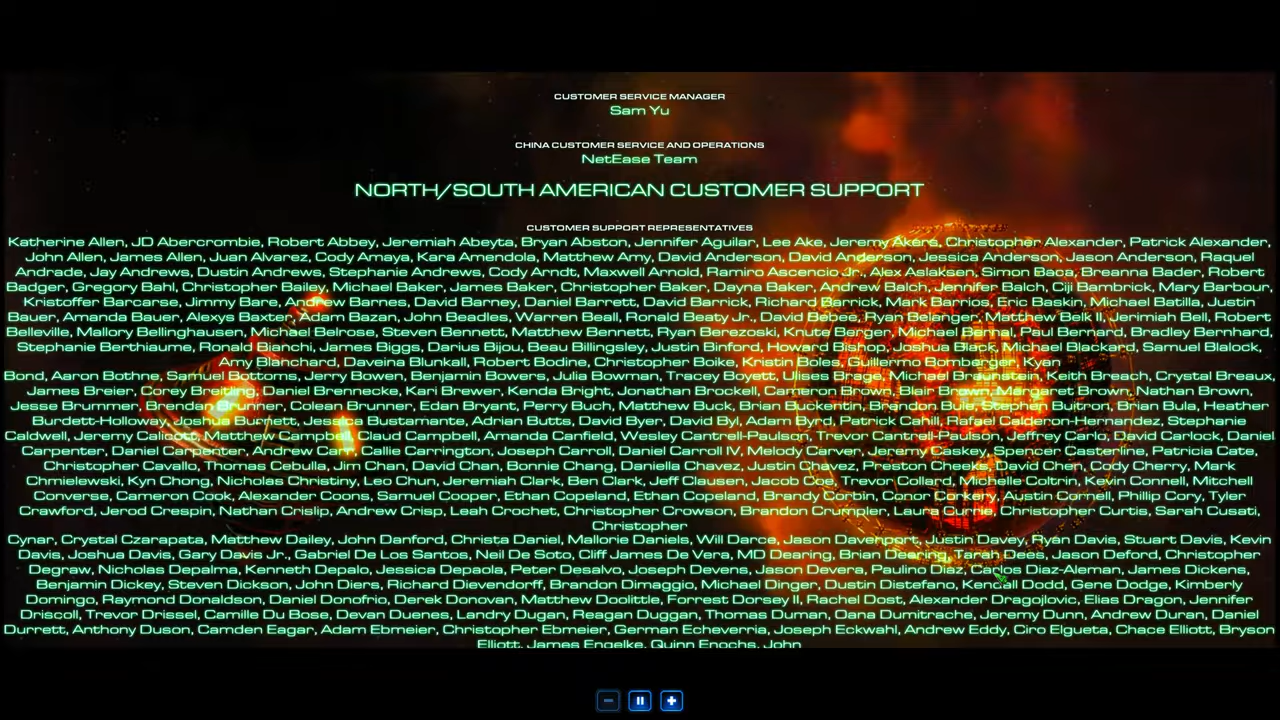 CUSTOMER SERVICE MANAGER
Sam Yu
CHINA CUSTOMER SERVICE AND OPERATIONS
NetEase Team
NORTH/SOUTH AMERICAN CUSTOMER SUPPORT
CUSTOMER SUPPORT REPRESENTATIVES
Katherine Allen, JD Abercrombie, Robert Abbey, Jeremiah Abeyta, Bryan Abston, Jennifer Aguilar, Lee Ake, Jeremy Akers, Christopher Alexander, Patrick Alexander,
John Allen, James Allen, Juan Alvarez, Cody Amaya, Kara Amendola, Matthew Amy, David Anderson, David Anderson, Jessica Anderson, Jason Anderson, Raquel
Andrade, Jay Andrews, Dustin Andrews, Stephanie Andrews, Cody Arndt, Maxwell Arnold, Ramiro Ascencio Jr., Alex Aslaksen, Simon Baca, Breanna Bader, Robert
Badger, Gregory Bahl, Christopher Bailey, Michael Baker, James Baker, Christopher Baker, Dayna Baker, Andrew Balch, Jennifer Balch, Ciji Bambrick, Mary Barbour,
Kristoffer Barcarse, Jimmy Bare, Andrew Barnes, David Barney, Daniel Barrett, David Barrick, Richard Barrick, Mark Barrios, Eric Baskin, Michael Batilla, Justin
Bauer, Amanda Bauer, Alexys Baxter, Adam Bazan, John Beadles, Warren Beall, Ronald Beaty Jr., David Beber, Ryan Belanger, Matthew Belk II, Jerimiah Bell, Robert
Belleville, Mallory Bellinghausen, Michael Belrose, Steven Bennett, Matthew Bennett, Ryan Berezoski, Knute Berger, Michael Bernal, Paul Bernard, Bradley Bernhard,
Stephanie Berthiaume, Ronald Bianchi, James Biggs, Darius Bijou, Beau Billingsley, Justin Binford, Howard Bishop, Joshua Black, Michael Blackard, Samuel Blalock,
Amy Blanchard, Daveina Blunkall, Robert Bodine, Christopher Boike, Kristin Boles, Guillermo Bomberger, Kyan
Bond, Aaron Bothne, Samuel Bottoms, Jerry Bowen, Benjamin Bowers, Julia Bowman, Tracey Boyett, Ulises Brage, Michael Braunstein, Keith Breach, Crystal Breaux,
James Breier, Corey Breitling, Daniel Brennecke, Kari Brewer, Kenda Bright, Jonathan Brockell, Cameron Brown, Blair Brown, Margaret Brown, Nathan Brown,
Jesse Brummer, Brendan Brunner, Colean Brunner, Edan Bryant, Perry Buch, Matthew Buck, Brian Buckentin, Brandon Bula, Stephen Buitron, Brian Bula, Heather
Burdett-Holloway, Joshua Burnett, Jessica Bustamante, Adrian Butts, David Byer, David Byl, Adam Byrd, Patrick Cahill, Rafael Calderon-Hernandez, Stephanie
Caldwell, Jeremy Calicott, Matthew Campbell, Claud Campbell, Amanda Canfield, Wesley Cantrell-Paulson, Trevor Cantrell-Paulson, Jeffrey Carlo, David Carlock, Daniel
Carpenter, Daniel Carpenter, Andrew Carr, Callie Carrington, Joseph Carroll, Daniel Carroll IV, Melody Carver, Jeremy Caskey, Spencer Casterline, Patricia Cate,
Christopher Cavallo, Thomas Cebulla, Jim Chan, David Chan, Bonnie Chang, Daniella Chavez, Justin Chavez, Preston Cheek, David Cher, Cody Cherry, Mark
Chmielewski, Kyn Chong, Nicholas Christiny, Leo Chun, Jeremiah Clark, Ben Clark, Jeff Clausen, Jacob Cox, Trevor Collard, Michelle Coltrin, Kevin Connell, Mitchell
Converse, Cameron Cook, Alexander Coons, Samuel Cooper, Ethan Copeland, Ethan Copeland, Brandy Corbin, Conor Corkery, Austin Cornell, Phillip Cory, Tyler
Crawford, Jerod Crespin, Nathan Crislip, Andrew Crisp, Leah Crochet, Christopher Crowson, Brandon Crumpler, Laura Currie, Christopher Curtis, Sarah Cusati,
Christopher
Cynar, Crystal Czarapata, Matthew Dailey, John Danford, Christa Daniel, Mallorie Daniels, Will Darce, Jason Davenport, Justin Davey, Ryan Davis, Stuart Davis, Kevin
Davis, Joshua Davis, Gary Davis Jr., Gabriel De Los Santos, Neil De Soto, Cliff James De Vera, MD Dearing, Brian Dearing, Tarah Dees, Jason Deford, Christopher
Degraw, Nicholas Depalma, Kenneth Depalo, Jessica Depaola, Peter Desalvo, Joseph Devens, Jason Devera, Paulino Diaz, Carlos Diaz-Aleman, James Dickens,
Benjamin Dickey, Steven Dickson, John Diers, Richard Dievendorff, Brandon Dimaggio, Michael Dinger, Dustin Distefano, Kendall Dodd, Gene Dodge, Kimberly
Domingo, Raymond Donaldson, Daniel Donofrio, Derek Donovan, Matthew Doolittle, Forrest Dorsey II, Rachel Dost, Alexander Dragojlovic, Elias Dragon, Jennifer
Driscoll, Trevor Drissel, Camille Du Bose, Devan Duenes, Landry Dugan, Reagan Duggan, Thomas Duman, Dana Dumitrache, Jeremy Dunn, Andrew Duran, Daniel
Durrett, Anthony Duson, Camden Eagar, Adam Ebmeier, Christopher Ebmeier, German Echeverria, Joseph Eckwahl, Andrew Eddy, Ciro Elgueta, Chace Elliott, Bryson
Elliott, James Engelke, Quinn Enochs, John